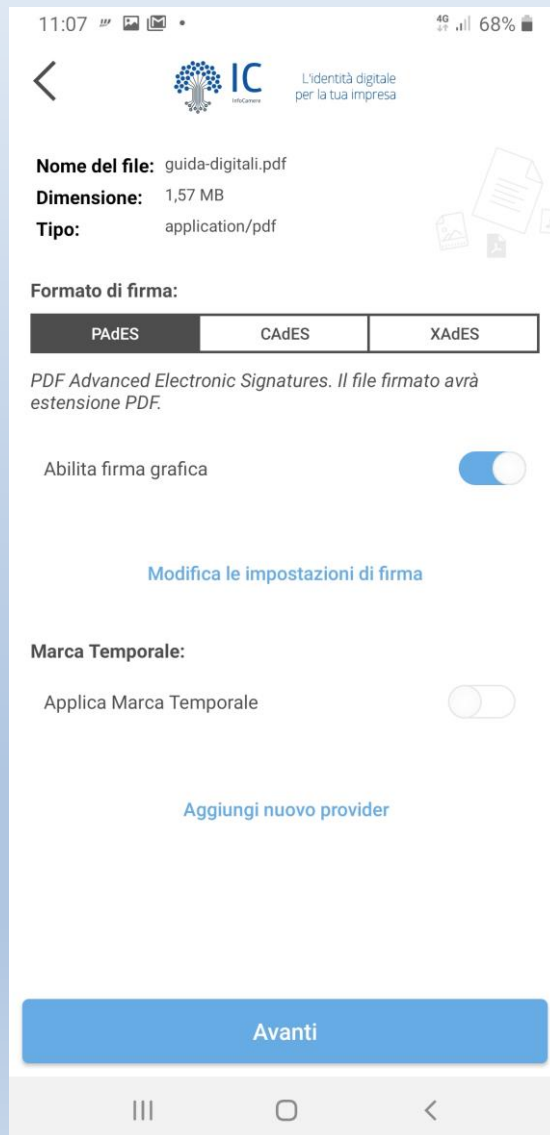 11:07
4G 68%
IC
InfoCamere
L'identità digitale
per la tua impresa
Nome del file: guida-digitali.pdf
Dimensione: 1,57 MB
Tipo: application/pdf
Formato di firma:
PAdES CAdES XAdES
PDF Advanced Electronic Signatures. Il file firmato avrà
estensione PDF.
Abilita firma grafica
Modifica le impostazioni di firma
Marca Temporale:
Applica Marca Temporale
Aggiungi nuovo provider
Avanti